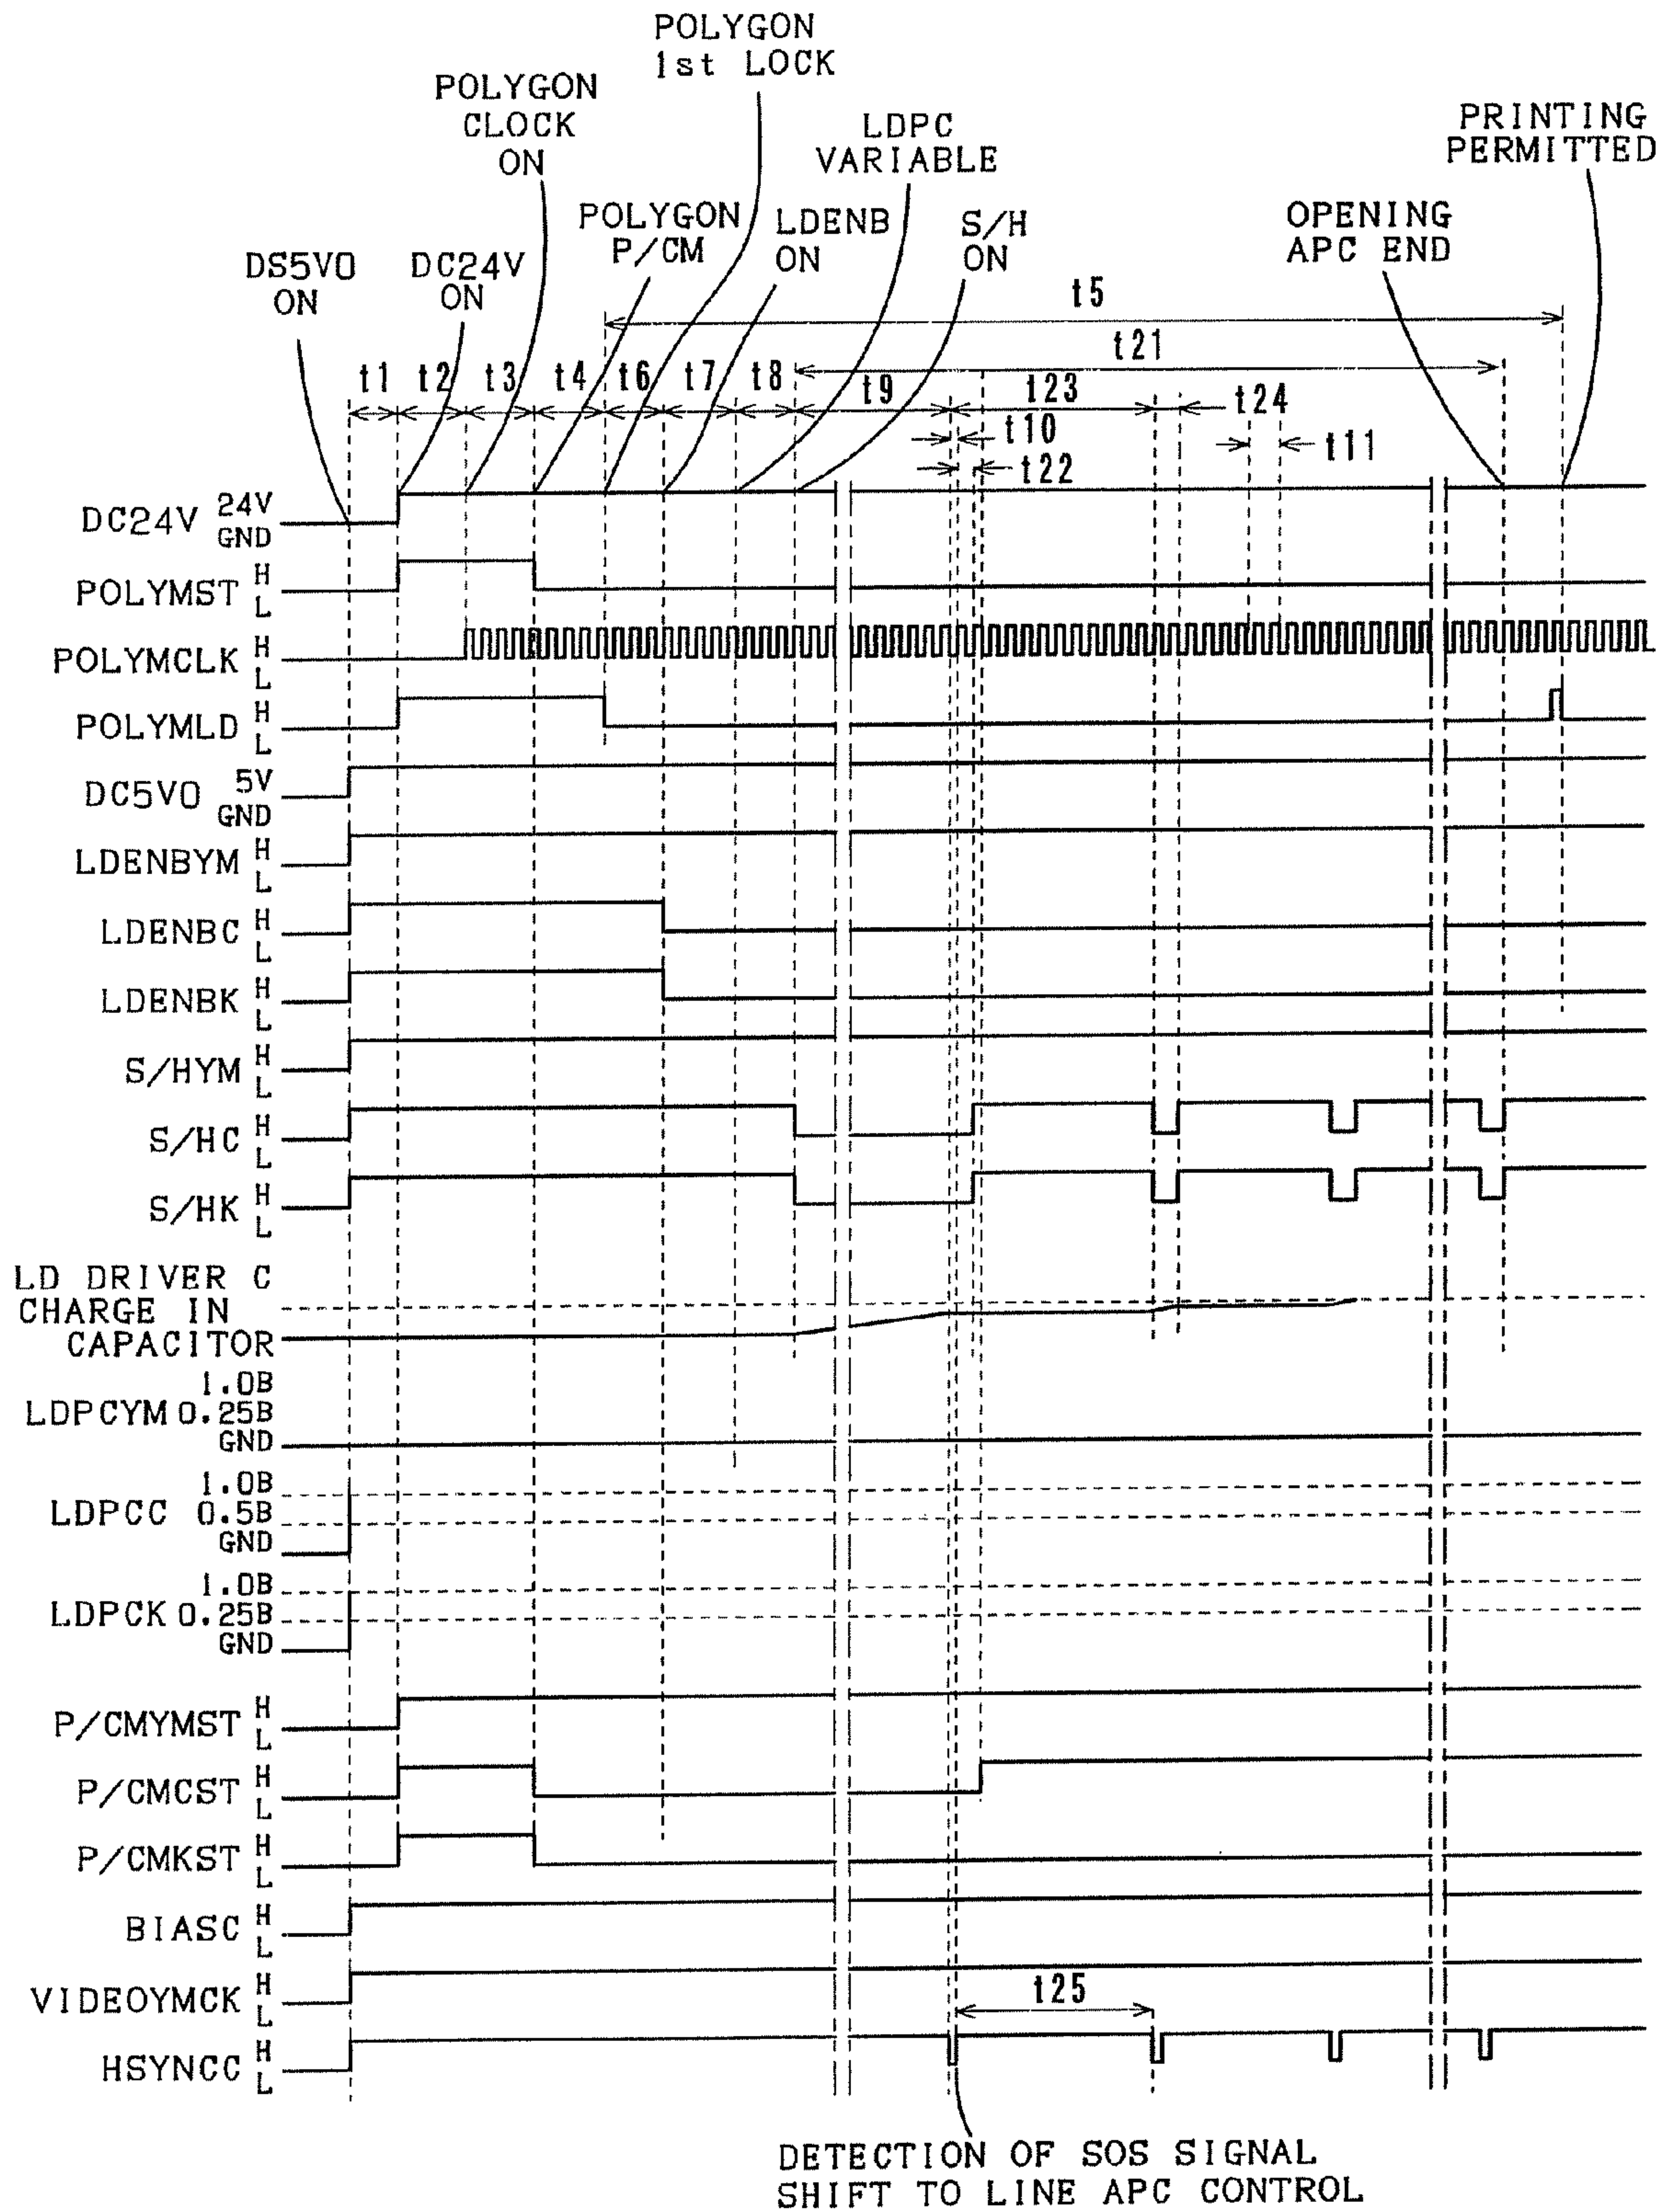 POLYGON
1st LOCK
POLYGON
CLOCK
ON
LDPC
VARIABLE
PRINTING
PERMITTED
POLYGON
P/CM
LDENB
ON
S/H
ON
OPENING
APC END
DS5V0
ON
DC24V
ON
t5
t21
t1 t2 t3 t4 t6 t7 t8 t9 t23 t24
t10 t11
t22
DC24V 24V
GND
POLYMST H
L
POLYMCLK H
L
POLYMLD H
L
DC5V0 5V
GND
LDENBYM H
L
LDENBC H
L
LDENBK H
L
S/HYM H
L
S/HC H
L
S/HK H
L
LD DRIVER C
CHARGE IN
CAPACITOR
1.0B
LDPCYM 0.25B
GND
1.0B
LDPCC 0.5B
GND
1.0B
LDPCK 0.25B
GND
P/CMYMST H
L
P/CMCST H
L
P/CMKST H
L
BIASC H
L
VIDEOYMCK H
L
t25
HSYNCC H
L
DETECTION OF SOS SIGNAL
SHIFT TO LINE APC CONTROL